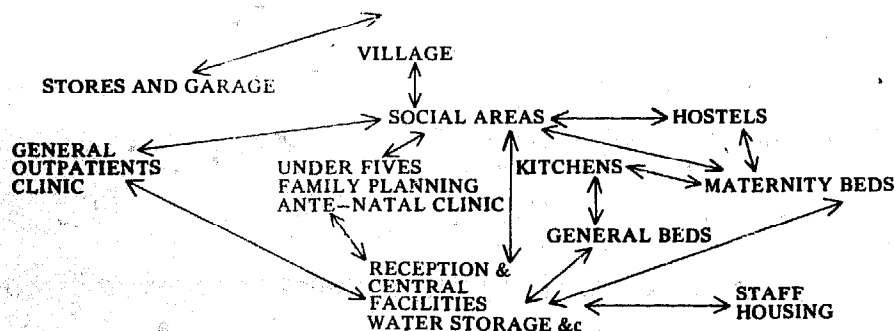 VILLAGE
STORES AND GARAGE
SOCIAL AREAS
HOSTELS
GENERAL
OUTPATIENTS
CLINIC
UNDER FIVES
FAMILY PLANNING
ANTE-NATAL CLINIC
KITCHENS
MATERNITY BEDS
GENERAL BEDS
RECEPTION &
CENTRAL
FACILITIES
WATER STORAGE &c
STAFF
HOUSING